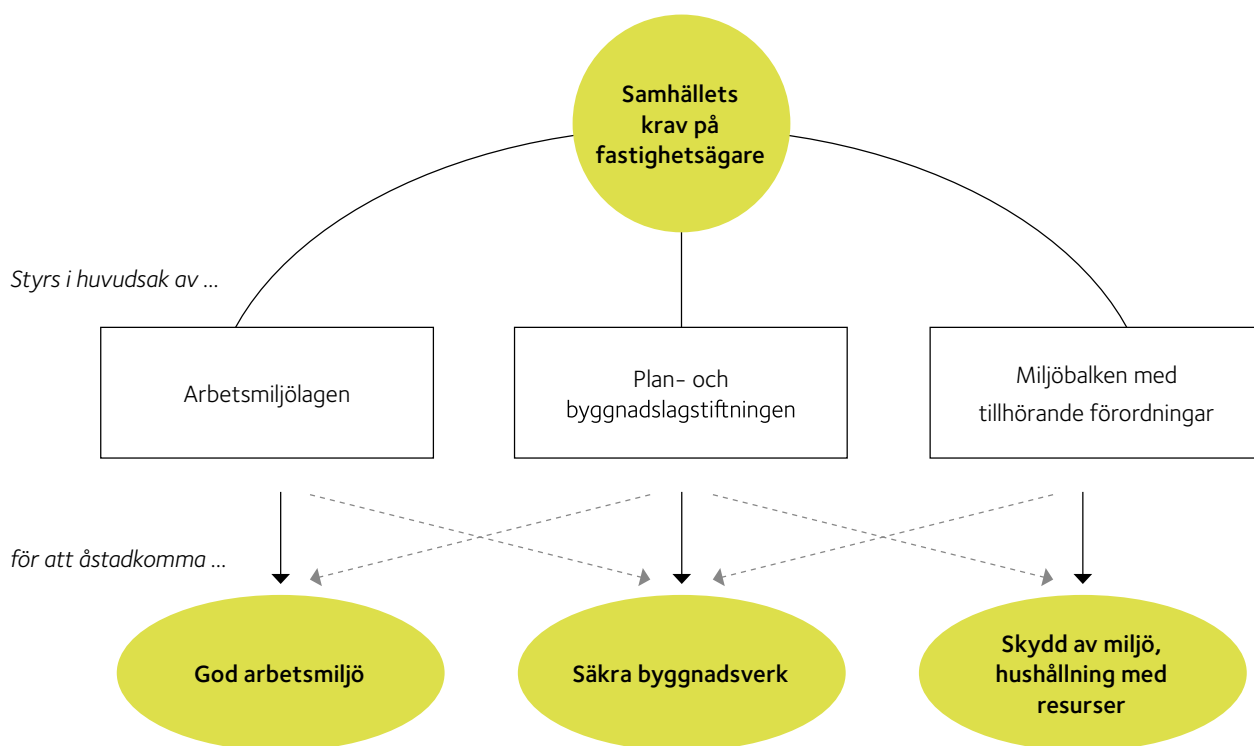 Samhällets
krav på
fastighetsägare
Styrs i huvudsak av ...
Arbetsmiljölagen
Plan- och
byggnadslagstiftningen
Miljöbalken med
tillhörande förordningar
för att åstadkomma ...
God arbetsmiljö
Säkra byggnadsverk
Skydd av miljö,
hushållning med
resurser